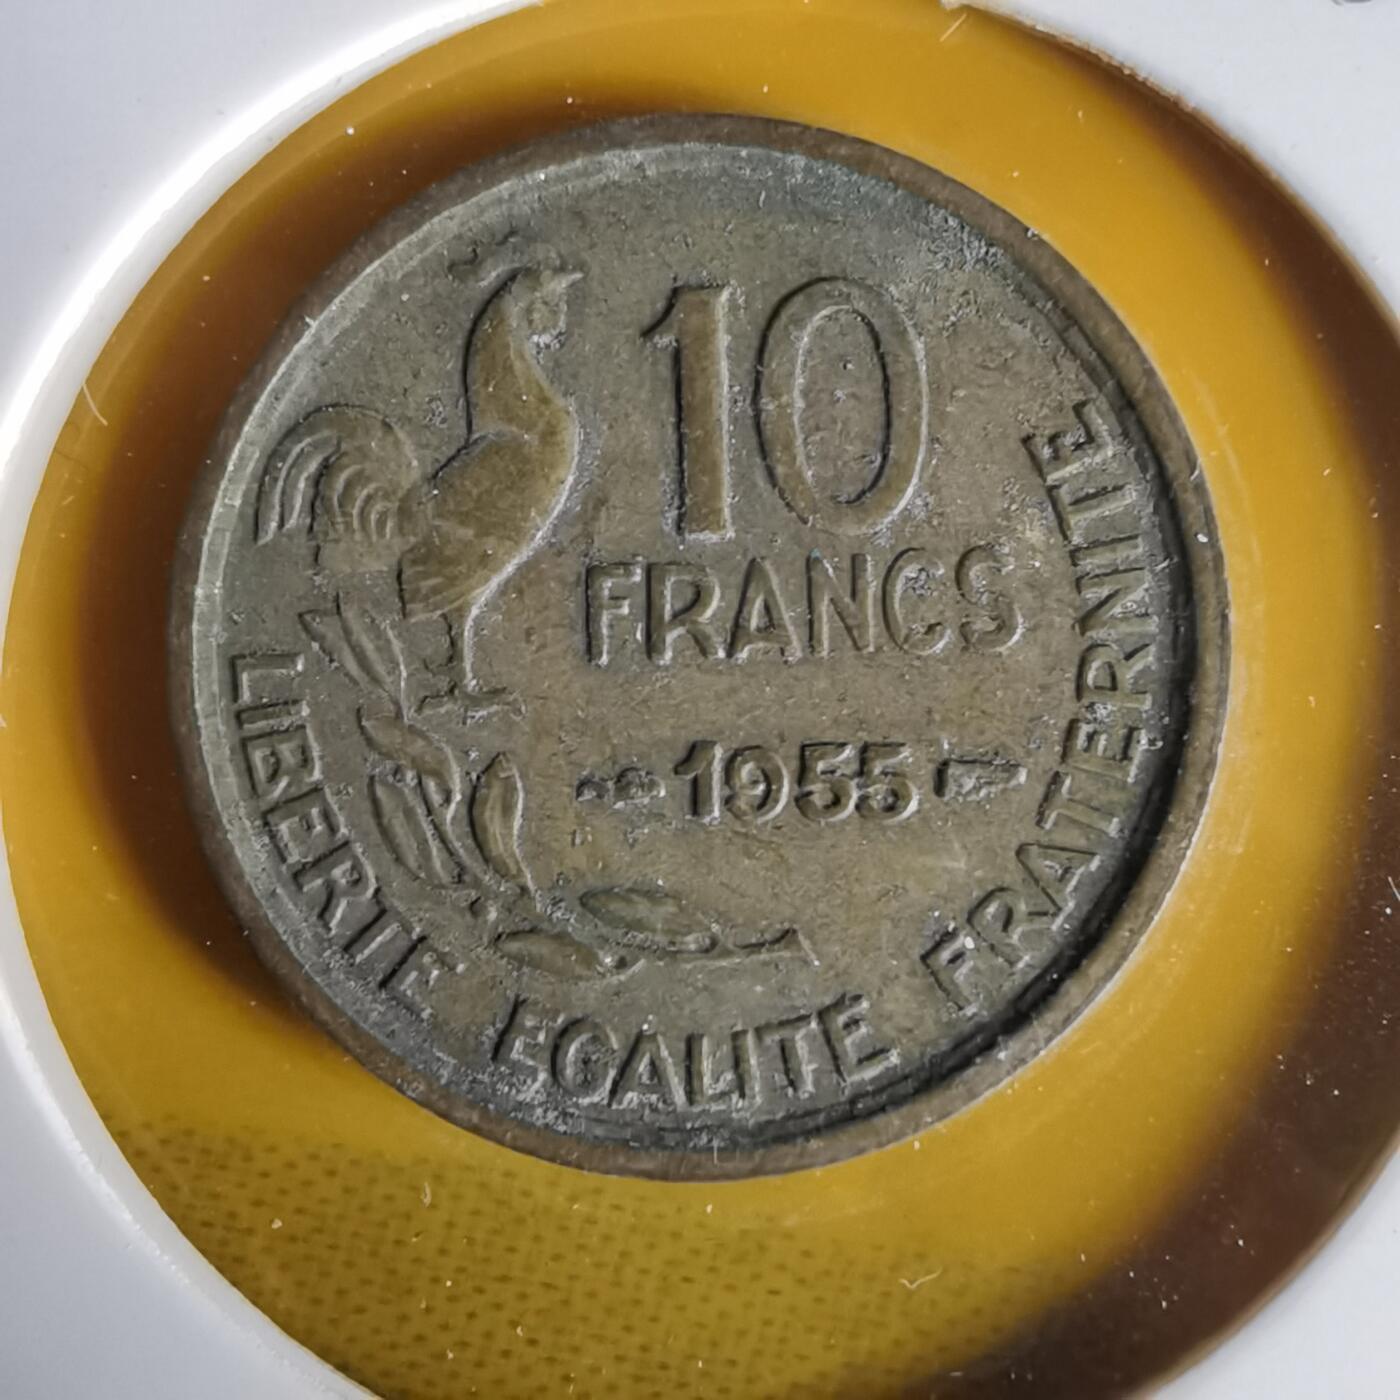 10
FRANCS
1955
LIBERTE EGALITE FRATERNITE